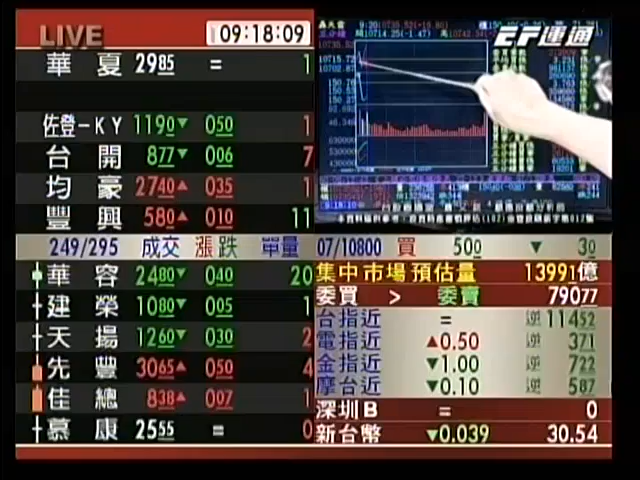 LIVE 09:18:09
EF運通
華夏 2985 = 1
佐登-KY 1190▼ 050 1
台開 877▼ 006 7
均豪 2740▲ 035 1
豐興 580▲ 010 11
249/295 成交 漲跌 單量
華容 2480▼ 040 20
建榮 1080▼ 005 1
天揚 1260▼ 030 2
先豐 3065▲ 050 4
佳總 838▲ 007 1
慕康 2555 = 0
07/10800 買 500 ▼ 30
集中市場預估量 13991億
委買 > 委賣 79077
台指近 = 逆 11452
電指近 ▲0.50 逆 371
金指近 ▼1.00 逆 722
摩台近 ▼0.10 逆 587
深圳B = 0
新台幣 ▼0.039 30.54